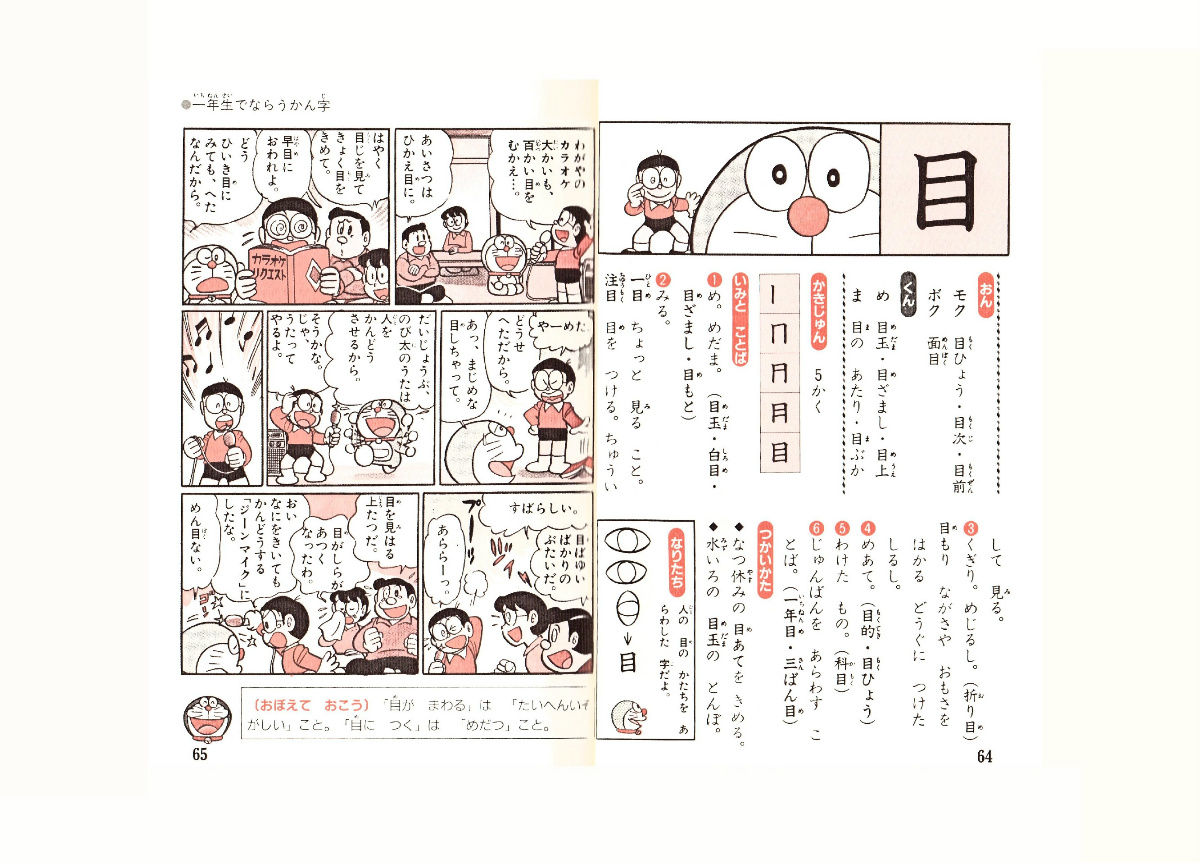 目
おん
モク 目ひょう・目次・目前
ボク 面目
くん
め 目玉・目ざまし・目上
ま 目の あたり・目ぶか
かきじゅん 5かく
いみと ことば
❶め。めだま。(目玉・白目・
目ざまし・目もと)
❷みる。
一目 ちょっと 見る こと。
注目 目を つける。ちゅうい
して 見る。
❸くぎり。めじるし。(折り目)
目もり ながさや おもさを
はかる どうぐに つけた
しるし。
❹めあて。(目的・目ひょう)
❺わけた もの。(科目)
❻じゅんばんを あらわす こ
とば。(一年目・三ばん目)
つかいかた
◆なつ休みの 目あてを きめる。
◆水いろの 目玉の とんぼ。
なりたち
人の 目の かたちを あ
らわした 字だよ。
目
64
●一年生でならうかん字
わがやの
カラオケ
大かいも、
百かい目を
むかえ…。
あいさつは
ひかえ目に。
はやく
目じを見て
きょく目を
きめて。
早目に
おわれよ。
どう
ひいき目に
みても、へた
なんだから。
カラオケ
リクエスト
やーめた。
どうせ
へただから。
あっ、まじめな
目しちゃって。
だいじょうぶ、
のび太のうたは
人を
かんどう
させるから。
そうかな。
じゃ、
うたって
やるよ。
すばらしい。
目ばゆい
ばかりの
ぶたいだ。
プーッ
あららーっ。
目を見はる
上たつだ。
目がしらが
あつく
なったわ。
おい
なにをきいても
かんどうする
「ジーンマイク」に
したな。
めん目ない。
(おぼえて おこう)「目が まわる」は 「たいへんいそ
がしい」こと。「目に つく」は 「めだつ」こと。
65